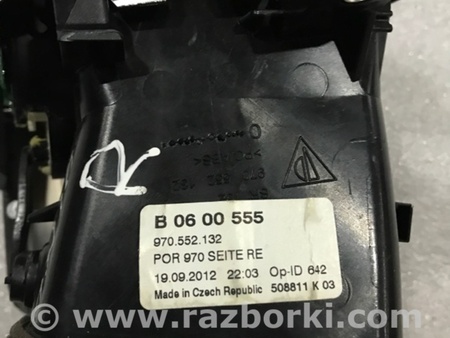 B 06 00 555
970.552.132
POR 970 SEITE RE
19.09.2012 22:03 Op-ID 642
Made in Czech Republic 508811 K 03
www.razborki.com